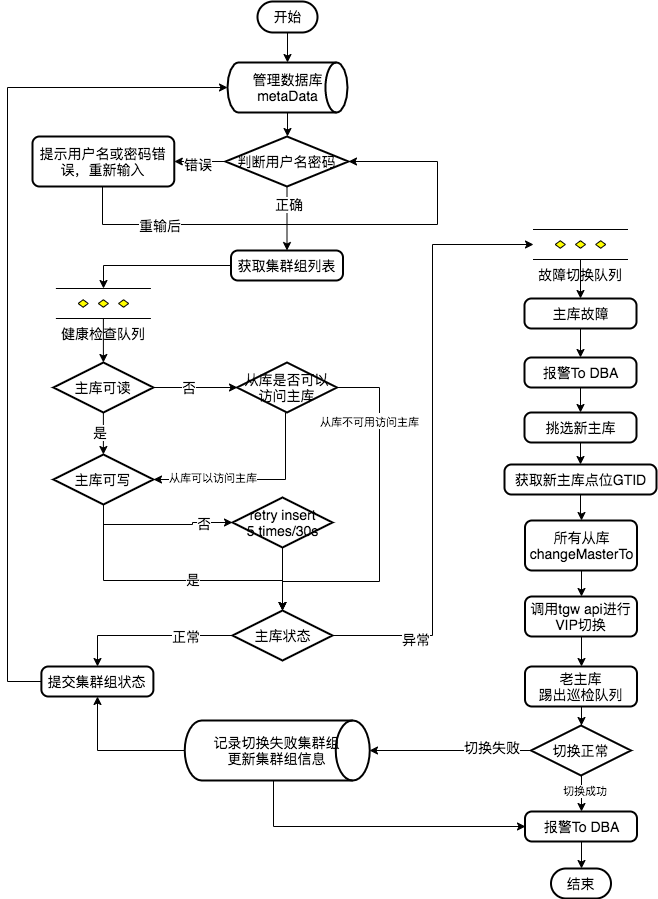 开始
管理数据库
metaData
判断用户名密码
错误
提示用户名或密码错
误，重新输入
正确
重输后
获取集群组列表
健康检查队列
主库可读
否
从库是否可以
访问主库
是
从库不可用访问主库
主库可写
从库可以访问主库
否
retry insert
5 times/30s
是
主库状态
正常
异常
提交集群组状态
故障切换队列
主库故障
报警To DBA
挑选新主库
获取新主库点位GTID
所有从库
changeMasterTo
调用tgw api进行
VIP切换
老主库
踢出巡检队列
切换正常
切换失败
记录切换失败集群组
更新集群组信息
切换成功
报警To DBA
结束